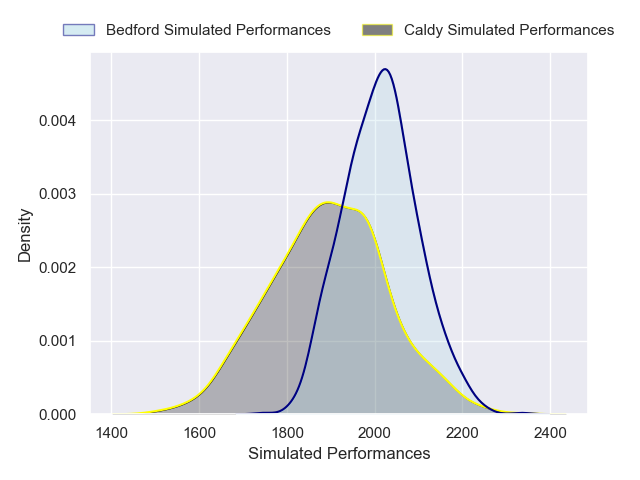 Bedford Simulated Performances
Caldy Simulated Performances
Density
0.004
0.003
0.002
0.001
0.000
1400 1600 1800 2000 2200 2400
Simulated Performances